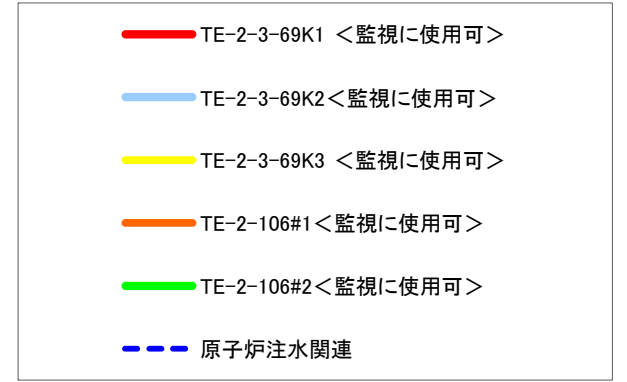 TE-2-3-69K1 ＜監視に使用可＞
TE-2-3-69K2＜監視に使用可＞
TE-2-3-69K3 ＜監視に使用可＞
TE-2-106#1＜監視に使用可＞
TE-2-106#2＜監視に使用可＞
原子炉注水関連